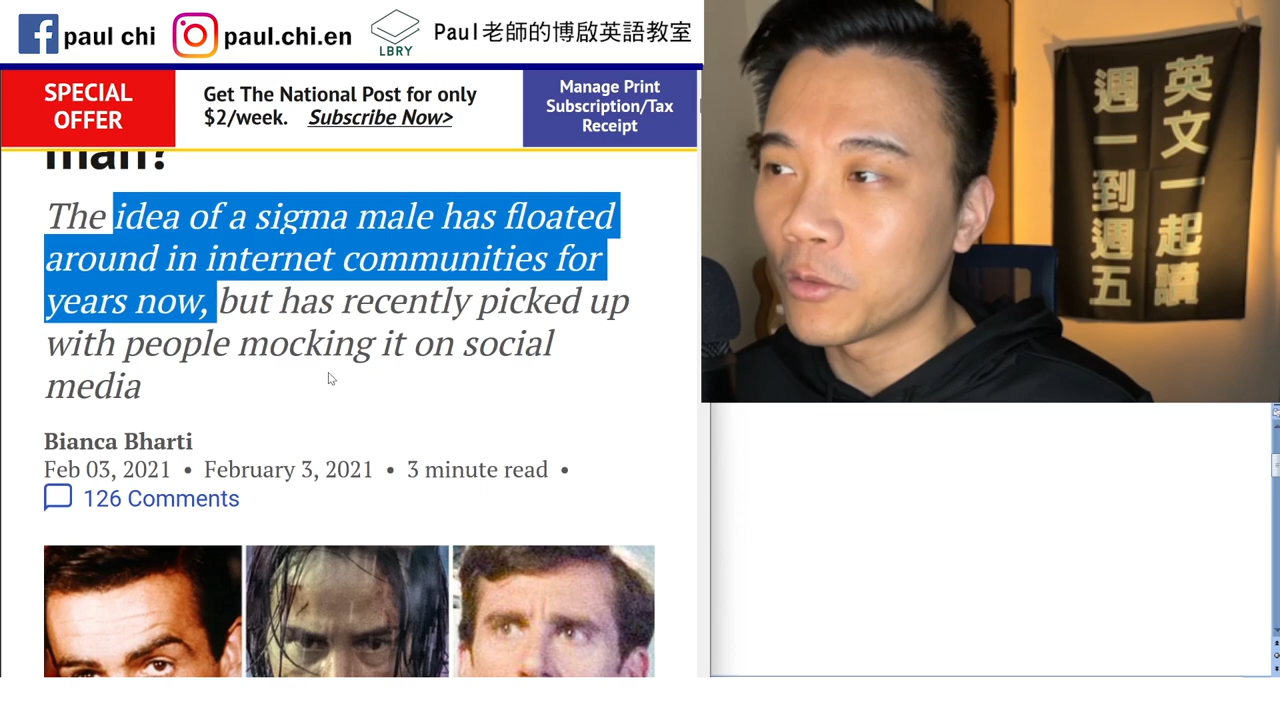 paul chi
paul.chi.en
LBRY
Paul老師的博啟英語教室
SPECIAL
OFFER
Get The National Post for only
$2/week. Subscribe Now>
Manage Print
Subscription/Tax
Receipt
man?
The idea of a sigma male has floated
around in internet communities for
years now, but has recently picked up
with people mocking it on social
media
Bianca Bharti
Feb 03, 2021 • February 3, 2021 • 3 minute read •
126 Comments
英文一起讀
週一到週五